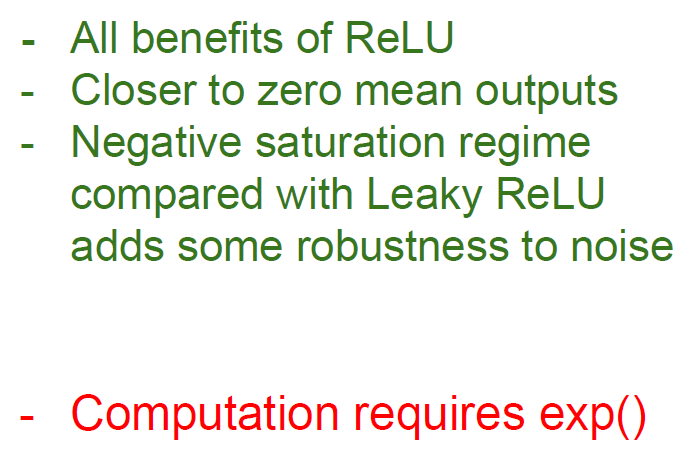 - All benefits of ReLU
- Closer to zero mean outputs
- Negative saturation regime
compared with Leaky ReLU
adds some robustness to noise
- Computation requires exp()